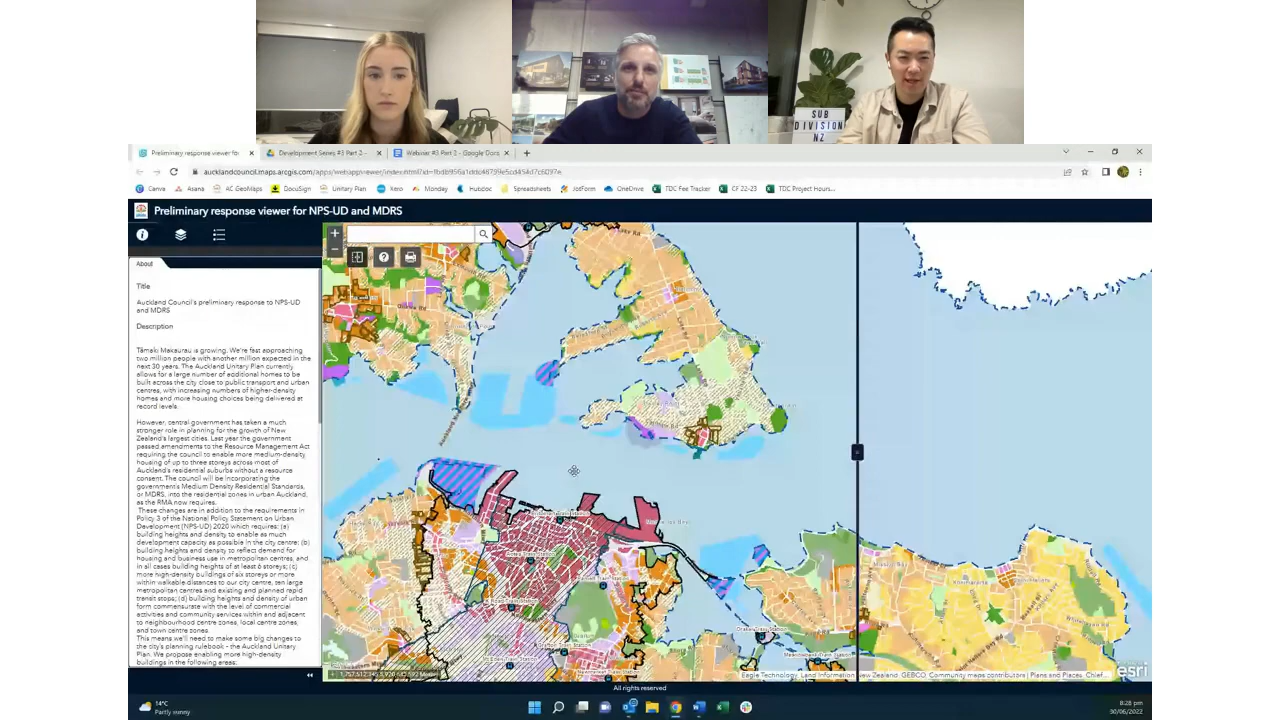 SUB
DIVISION
NZ
Preliminary response viewer for
Development Series #3 Part 2 -
Webinar #3 Part 2 - Google Docs
Canva
Asana
AC GeoMaps
DocuSign
Unitary Plan
Xero
Monday
Hubdoc
Spreadsheets
JotForm
OneDrive
TDC Fee Tracker
CF 22-23
TDC Project Hours...
Preliminary response viewer for NPS-UD and MDRS
About
Title
Auckland Council's preliminary response to NPS-UD
and MDRS
Description
Tāmaki Makaurau is growing. We're fast approaching
two million people with another million expected in the
next 30 years. The Auckland Unitary Plan currently
allows for a large number of additional homes to be
built across the city close to public transport and urban
centres, with increasing numbers of higher-density
homes and more housing choices being delivered at
record levels.
However, central government has taken a much
stronger role in planning for the growth of New
Zealand's largest cities. Last year the government
passed amendments to the Resource Management Act
requiring the council to enable more medium-density
housing of up to three storeys across most of
Auckland's residential suburbs without a resource
consent. The council will be incorporating the
government's Medium Density Residential Standards,
or MDRS, into the residential zones in urban Auckland,
as the RMA now requires.
These changes are in addition to the requirements in
Policy 3 of the National Policy Statement on Urban
Development (NPS-UD) 2020 which requires: (a)
building heights and density to enable as much
development capacity as possible in the city centre; (b)
building heights and density to reflect demand for
housing and business use in metropolitan centres, and
in all cases building heights of at least 6 storeys; (c)
more high-density buildings of six storeys or more
within walkable distances to our city centre, ten large
metropolitan centres and existing and planned rapid
transit stops; (d) building heights and density of urban
form commensurate with the level of commercial
activities and community services within and adjacent
to neighbourhood centre zones, local centre zones,
and town centre zones.
This means we'll need to make some big changes to
the city's planning rulebook - the Auckland Unitary
Plan. We propose enabling more high-density
buildings in the following areas:
Parnell Train Station
Grafton Train Station
Orakei Train Station
Meadowbank Train Station
Mission Bay
Kohimarama
Eagle Technology, Land Information New Zealand, GEBCO, Community maps contributors | Plans and Places, Chief...
esri
All rights reserved
14°C
Partly sunny
8:28 pm
30/06/2022